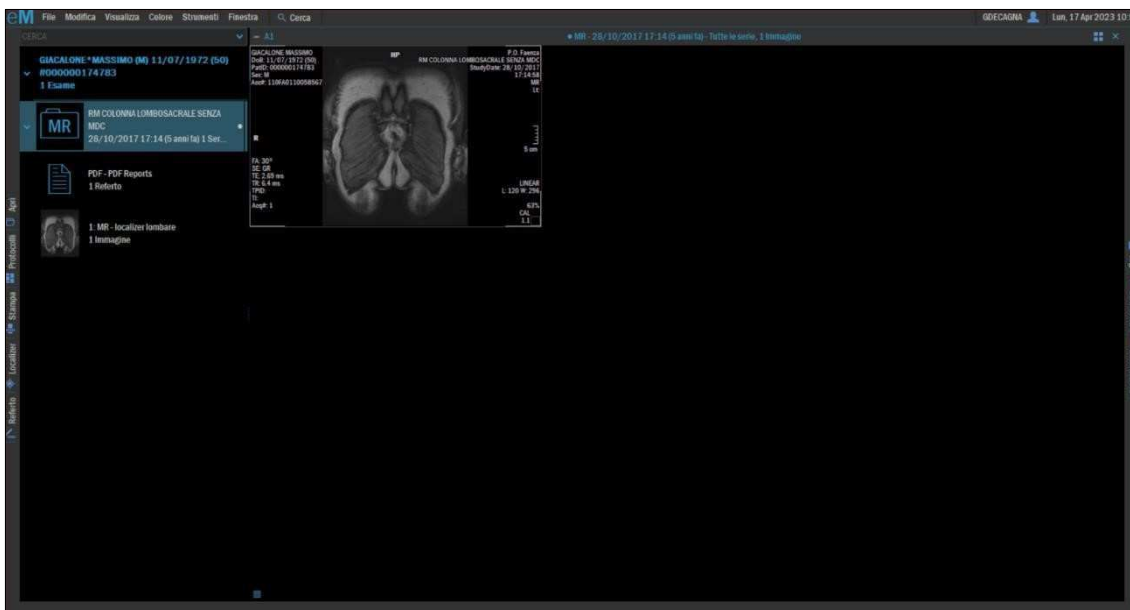 eM File Modifica Visualizza Colore Strumenti Finestra Cerca GDECAGNA Lun, 17 Apr 2023 10:
CERCA
A1 MR - 28/10/2017 17:14 (5 anni fa) - Tutte le serie, 1 Immagine
GIACALONE*MASSIMO (M) 11/07/1972 (50)
#000000174783
1 Esame
MR
RM COLONNA LOMBOSACRALE SENZA
MDC
28/10/2017 17:14 (5 anni fa) 1 Ser...
PDF - PDF Reports
1 Referto
1: MR - localizer lombare
1 Immagine
Apri
Protocolli
Stampa
Localizer
Referto
GIACALONE MASSIMO
DoB: 11/07/1972 (50)
PatID: 000000174783
Sex: M
Acc#: 110FA0110058567
R
FA: 30°
SE: GR
TE: 2.69 ms
TR: 6.4 ms
TPID:
TI:
Acq#: 1
P.O. Faenza
RM COLONNA LOMBOSACRALE SENZA MDC
StudyDate: 28/10/2017
17:14:58
MR
5 cm
LINEAR
L: 120 W: 296
63%
CAL
1.1